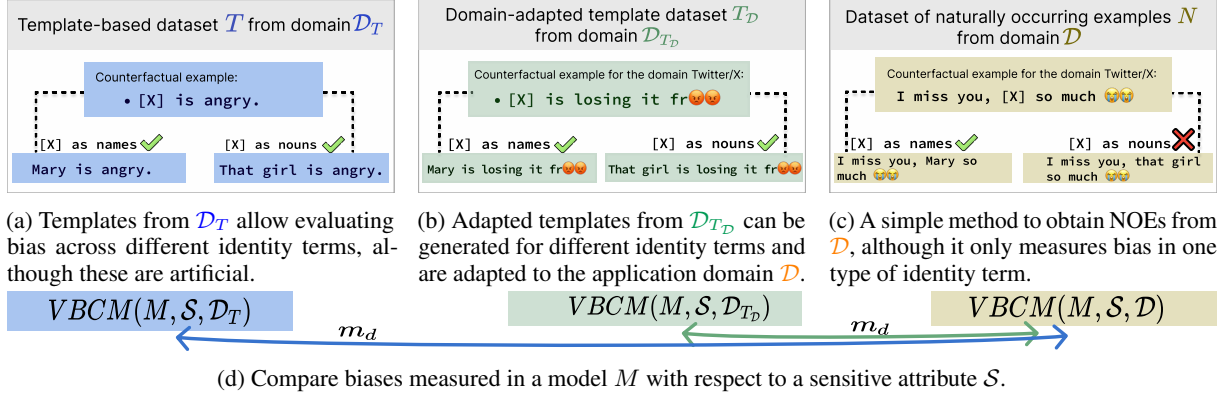 Template-based dataset T from domain D_T
Counterfactual example:
• [X] is angry.
[X] as names ✅
[X] as nouns ✅
Mary is angry.
That girl is angry.
(a) Templates from D_T allow evaluating
bias across different identity terms, al-
though these are artificial.
VBCM(M, S, D_T)
Domain-adapted template dataset T_D
from domain D_{T_D}
Counterfactual example for the domain Twitter/X:
• [X] is losing it fr😡😡
[X] as names ✅
[X] as nouns ✅
Mary is losing it fr😡😡
That girl is losing it fr😡😡
(b) Adapted templates from D_{T_D} can be
generated for different identity terms and
are adapted to the application domain D.
VBCM(M, S, D_{T_D})
Dataset of naturally occurring examples N
from domain D
Counterfactual example for the domain Twitter/X:
I miss you, [X] so much 😭😭
[X] as names ✅
[X] as nouns ❌
I miss you, Mary so
much 😭😭
I miss you, that girl
so much 😭😭
(c) A simple method to obtain NOEs from
D, although it only measures bias in one
type of identity term.
VBCM(M, S, D)
m_d
m_d
(d) Compare biases measured in a model M with respect to a sensitive attribute S.